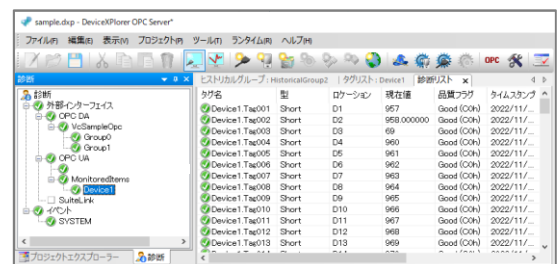 sample.dxp - DeviceXPlorer OPC Server*
ファイル(F) 編集(E) 表示(V) プロジェクト(P) ツール(T) ランタイム(R) ヘルプ(H)
OPC
診断
ヒストリカルグループ : HistoricalGroup2 タグリスト : Device1 診断リスト
診断
外部インターフェイス
OPC DA
VcSampleOpc
Group0
Group1
OPC UA
MonitoredItems
Device1
SuiteLink
イベント
SYSTEM
プロジェクトエクスプローラー 診断
タグ名 型 ロケーション 現在値 品質フラグ タイムスタンプ
Device1.Tag001 Short D1 957 Good (C0h) 2022/11/...
Device1.Tag002 Short D2 958.000000 Good (C0h) 2022/11/...
Device1.Tag003 Short D3 69 Good (C0h) 2022/11/...
Device1.Tag004 Short D4 960 Good (C0h) 2022/11/...
Device1.Tag005 Short D5 961 Good (C0h) 2022/11/...
Device1.Tag006 Short D6 962 Good (C0h) 2022/11/...
Device1.Tag007 Short D7 963 Good (C0h) 2022/11/...
Device1.Tag008 Short D8 964 Good (C0h) 2022/11/...
Device1.Tag009 Short D9 965 Good (C0h) 2022/11/...
Device1.Tag010 Short D10 966 Good (C0h) 2022/11/...
Device1.Tag011 Short D11 967 Good (C0h) 2022/11/...
Device1.Tag012 Short D12 968 Good (C0h) 2022/11/...
Device1.Tag013 Short D13 969 Good (C0h) 2022/11/...